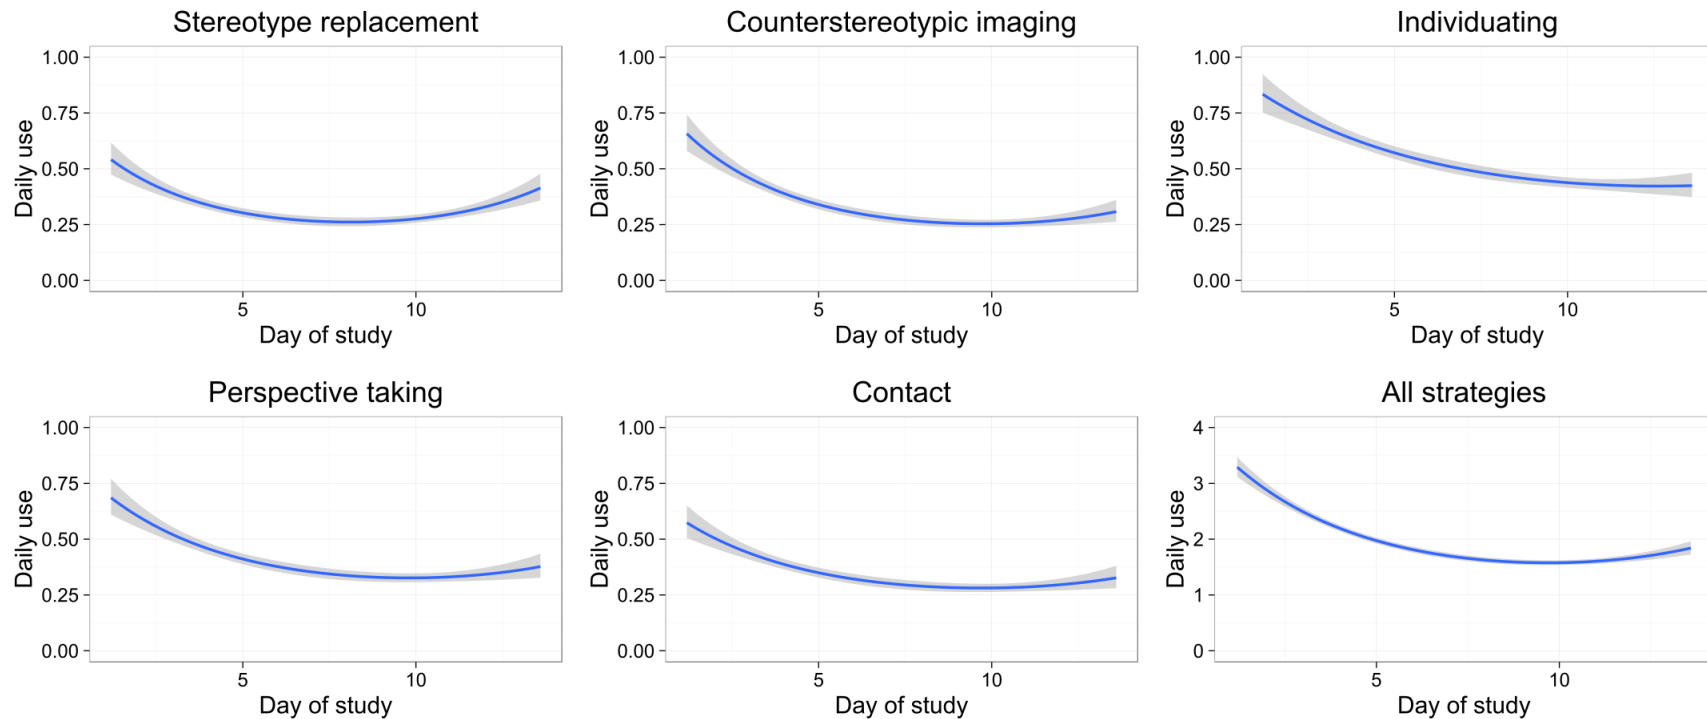 Stereotype replacement
1.00
0.75
0.50
0.25
0.00
Daily use
5 10
Day of study
Counterstereotypic imaging
1.00
0.75
0.50
0.25
0.00
Daily use
5 10
Day of study
Individuating
1.00
0.75
0.50
0.25
0.00
Daily use
5 10
Day of study
Perspective taking
1.00
0.75
0.50
0.25
0.00
Daily use
5 10
Day of study
Contact
1.00
0.75
0.50
0.25
0.00
Daily use
5 10
Day of study
All strategies
4
3
2
1
0
Daily use
5 10
Day of study